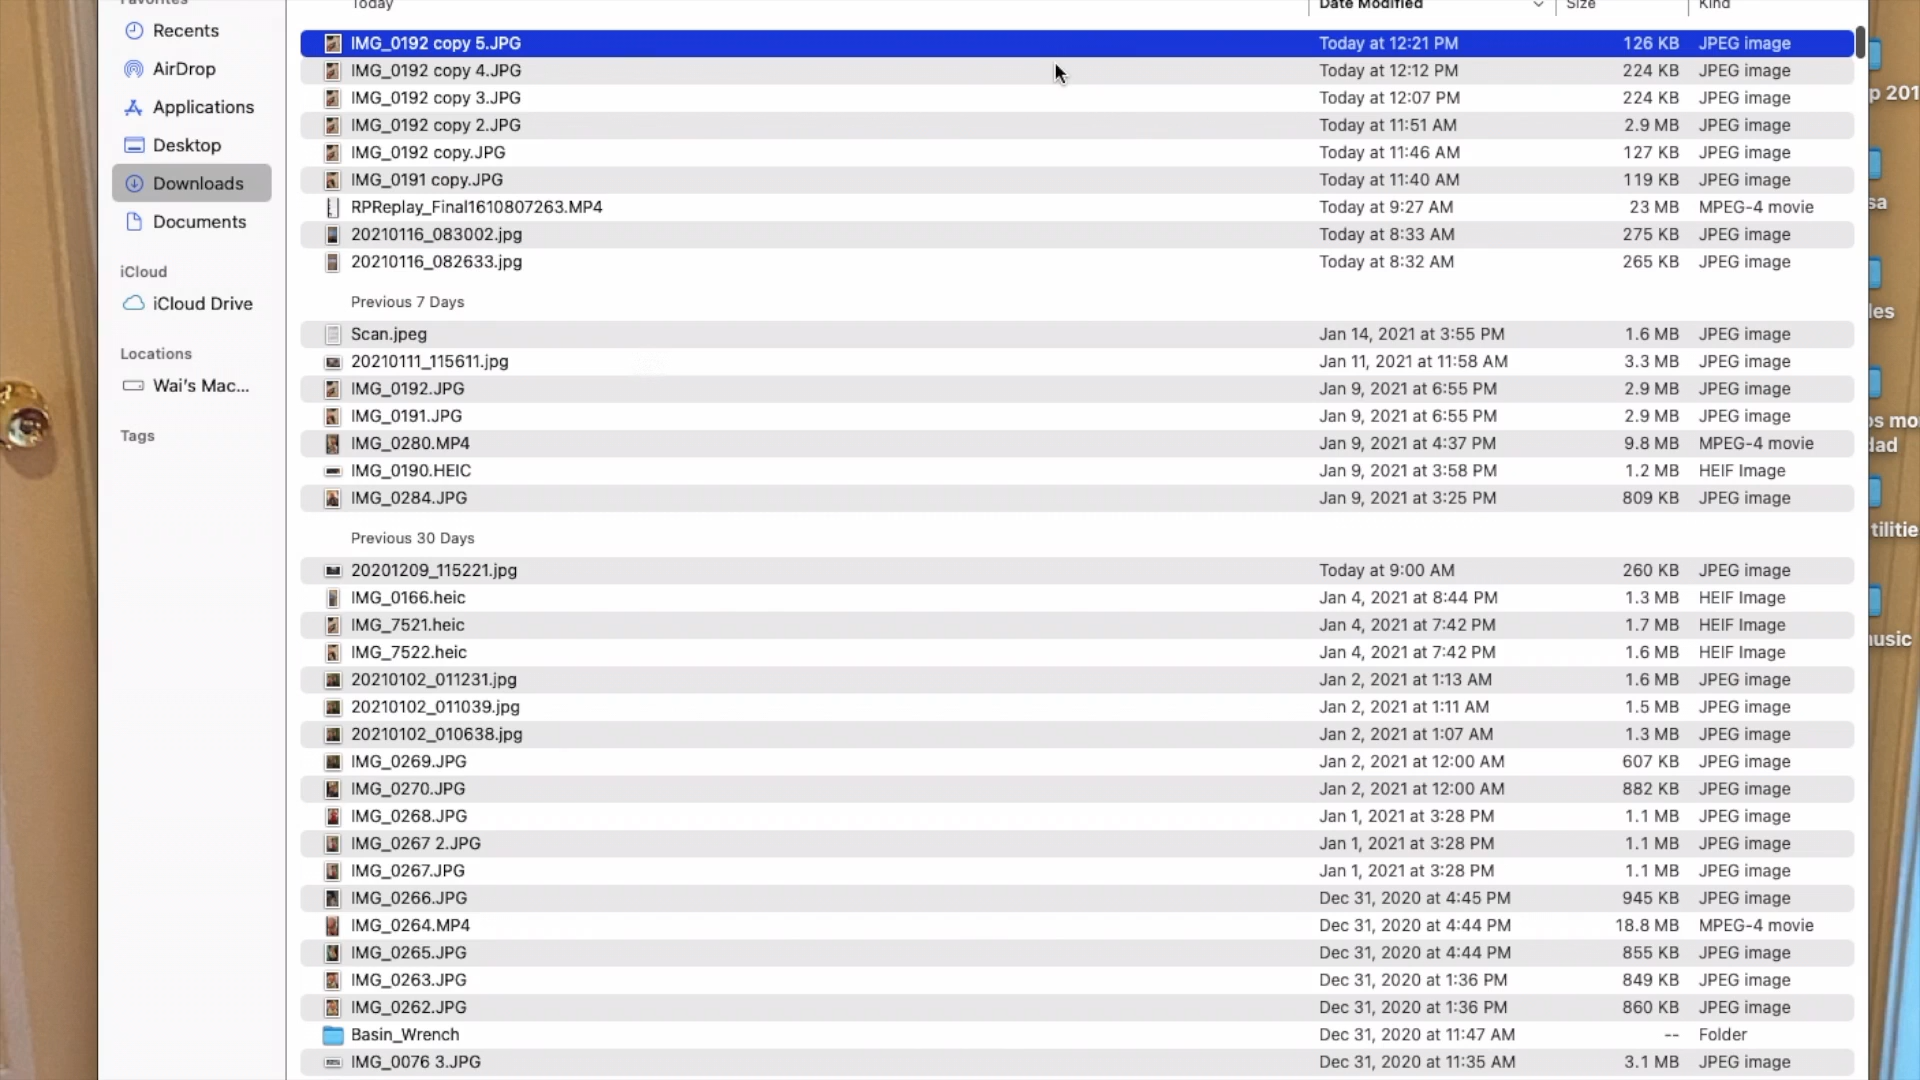 Favorites
Recents
AirDrop
Applications
Desktop
Downloads
Documents
iCloud
iCloud Drive
Locations
Wai's Mac...
Tags
Today Date Modified Size Kind
IMG_0192 copy 5.JPG Today at 12:21 PM 126 KB JPEG image
IMG_0192 copy 4.JPG Today at 12:12 PM 224 KB JPEG image
IMG_0192 copy 3.JPG Today at 12:07 PM 224 KB JPEG image
IMG_0192 copy 2.JPG Today at 11:51 AM 2.9 MB JPEG image
IMG_0192 copy.JPG Today at 11:46 AM 127 KB JPEG image
IMG_0191 copy.JPG Today at 11:40 AM 119 KB JPEG image
RPReplay_Final1610807263.MP4 Today at 9:27 AM 23 MB MPEG-4 movie
20210116_083002.jpg Today at 8:33 AM 275 KB JPEG image
20210116_082633.jpg Today at 8:32 AM 265 KB JPEG image
Previous 7 Days
Scan.jpeg Jan 14, 2021 at 3:55 PM 1.6 MB JPEG image
20210111_115611.jpg Jan 11, 2021 at 11:58 AM 3.3 MB JPEG image
IMG_0192.JPG Jan 9, 2021 at 6:55 PM 2.9 MB JPEG image
IMG_0191.JPG Jan 9, 2021 at 6:55 PM 2.9 MB JPEG image
IMG_0280.MP4 Jan 9, 2021 at 4:37 PM 9.8 MB MPEG-4 movie
IMG_0190.HEIC Jan 9, 2021 at 3:58 PM 1.2 MB HEIF Image
IMG_0284.JPG Jan 9, 2021 at 3:25 PM 809 KB JPEG image
Previous 30 Days
20201209_115221.jpg Today at 9:00 AM 260 KB JPEG image
IMG_0166.heic Jan 4, 2021 at 8:44 PM 1.3 MB HEIF Image
IMG_7521.heic Jan 4, 2021 at 7:42 PM 1.7 MB HEIF Image
IMG_7522.heic Jan 4, 2021 at 7:42 PM 1.6 MB HEIF Image
20210102_011231.jpg Jan 2, 2021 at 1:13 AM 1.6 MB JPEG image
20210102_011039.jpg Jan 2, 2021 at 1:11 AM 1.5 MB JPEG image
20210102_010638.jpg Jan 2, 2021 at 1:07 AM 1.3 MB JPEG image
IMG_0269.JPG Jan 2, 2021 at 12:00 AM 607 KB JPEG image
IMG_0270.JPG Jan 2, 2021 at 12:00 AM 882 KB JPEG image
IMG_0268.JPG Jan 1, 2021 at 3:28 PM 1.1 MB JPEG image
IMG_0267 2.JPG Jan 1, 2021 at 3:28 PM 1.1 MB JPEG image
IMG_0267.JPG Jan 1, 2021 at 3:28 PM 1.1 MB JPEG image
IMG_0266.JPG Dec 31, 2020 at 4:45 PM 945 KB JPEG image
IMG_0264.MP4 Dec 31, 2020 at 4:44 PM 18.8 MB MPEG-4 movie
IMG_0265.JPG Dec 31, 2020 at 4:44 PM 855 KB JPEG image
IMG_0263.JPG Dec 31, 2020 at 1:36 PM 849 KB JPEG image
IMG_0262.JPG Dec 31, 2020 at 1:36 PM 860 KB JPEG image
Basin_Wrench Dec 31, 2020 at 11:47 AM -- Folder
IMG_0076 3.JPG Dec 31, 2020 at 11:35 AM 3.1 MB JPEG image
p 201
sa
les
os mo
dad
tilitie
usic